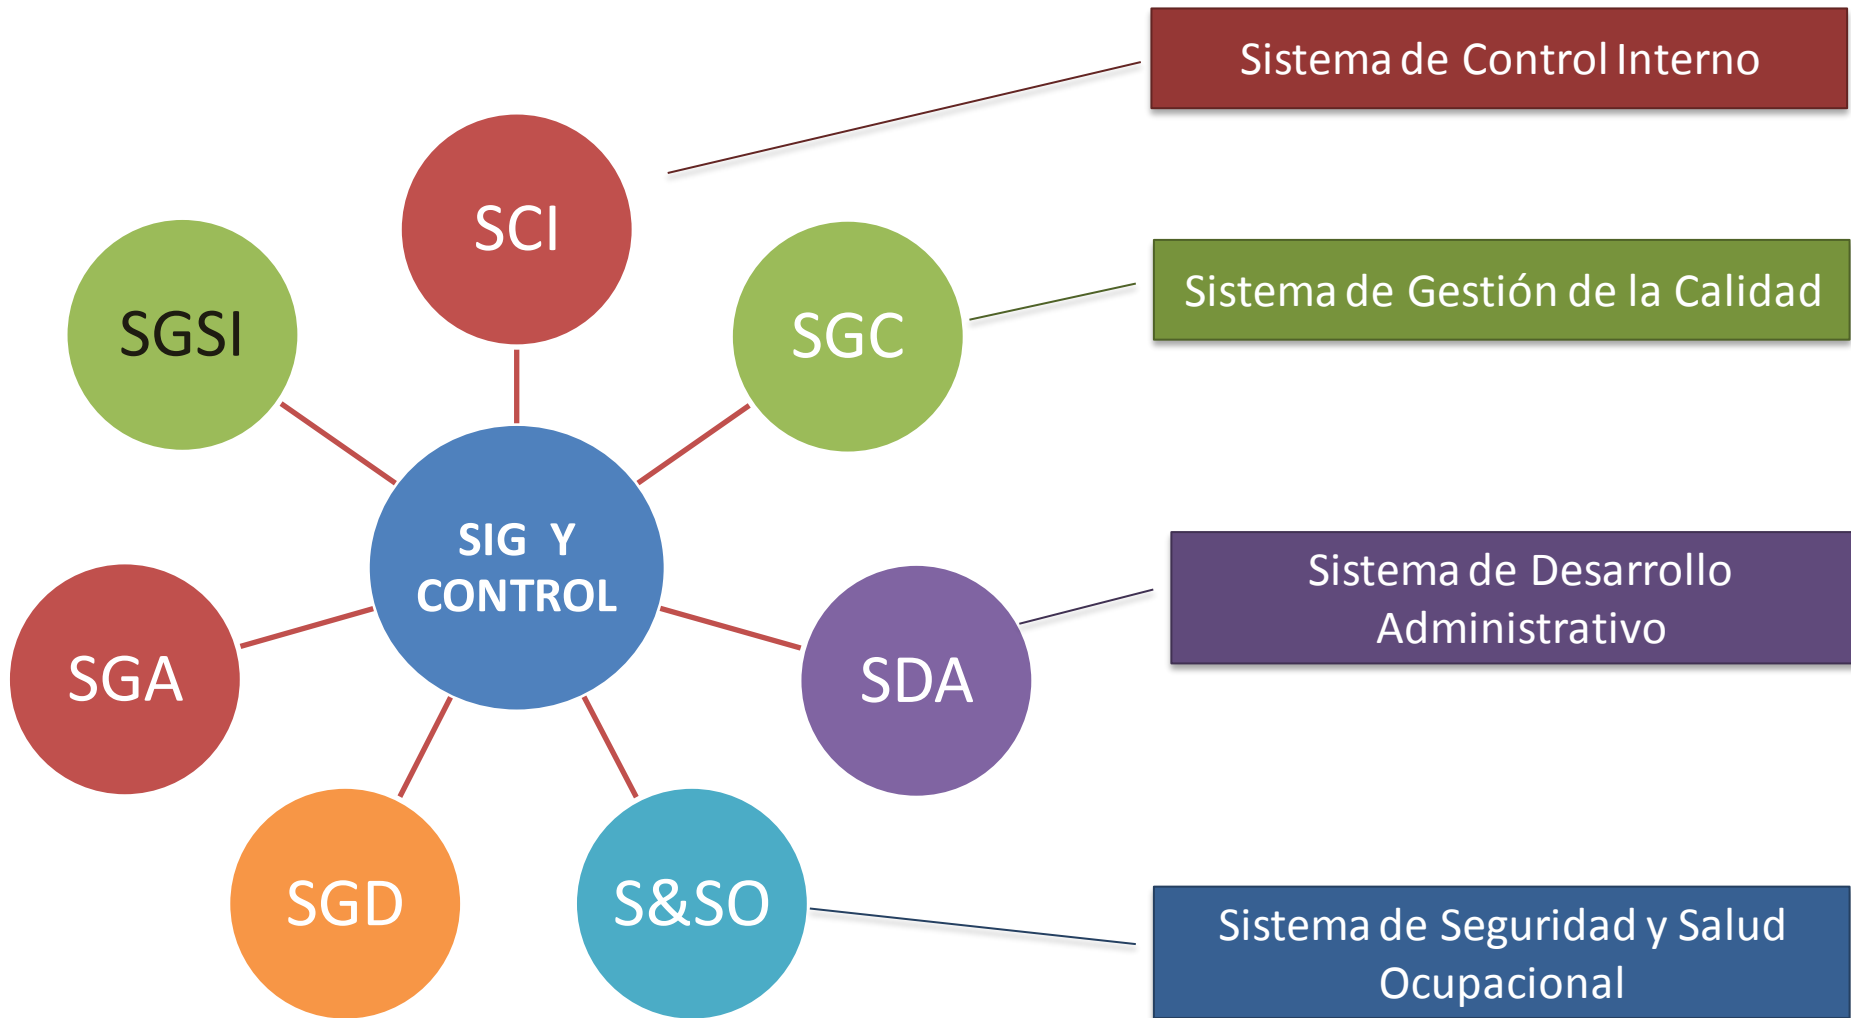 Sistema de Control Interno
SCI
SGSI
SGC
Sistema de Gestión de la Calidad
SIG Y
CONTROL
SGA
SDA
Sistema de Desarrollo
Administrativo
SGD
S&SO
Sistema de Seguridad y Salud
Ocupacional